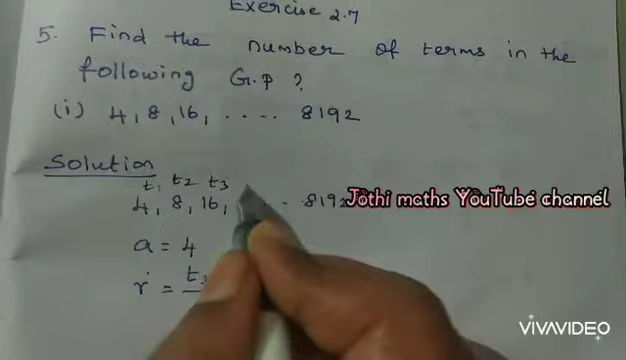 Exercise 2.7
5. Find the number of terms in the
following G.P ?
(i) 4, 8, 16, .... 8192
Solution
t1 t2 t3
4, 8, 16, .. 8192
Jothi maths YouTube channel
a = 4
r =
VIVAVIDEO